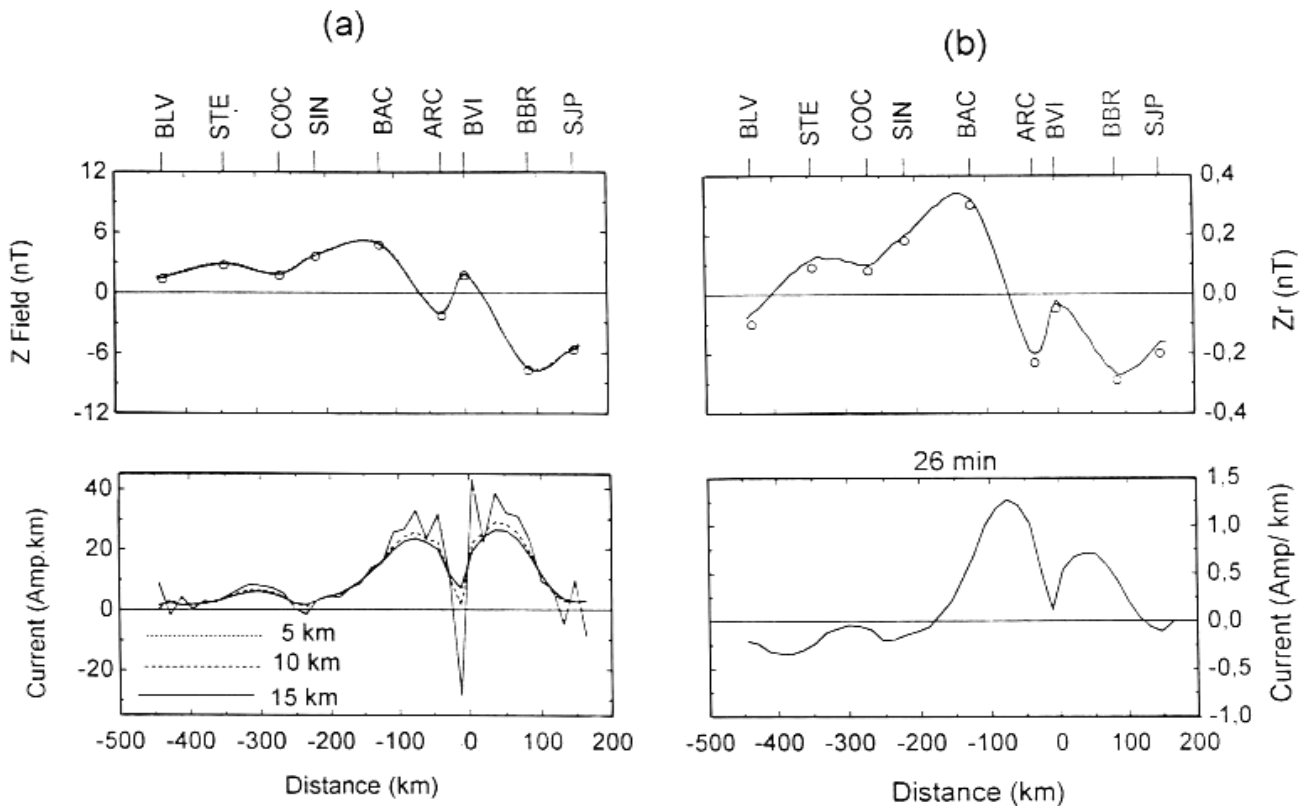 (a)
BLV STE COC SIN BAC ARC BVI BBR SJP
12
6
0
-6
-12
Z Field (nT)
40
20
0
-20
Current (Amp.km)
5 km
10 km
15 km
-500 -400 -300 -200 -100 0 100 200
Distance (km)
(b)
BLV STE COC SIN BAC ARC BVI BBR SJP
0,4
0,2
0,0
-0,2
-0,4
Zr (nT)
26 min
1.5
1.0
0.5
0.0
-0,5
1,0
Current (Amp/ km)
-500 -400 -300 -200 -100 0 100 200
Distance (km)